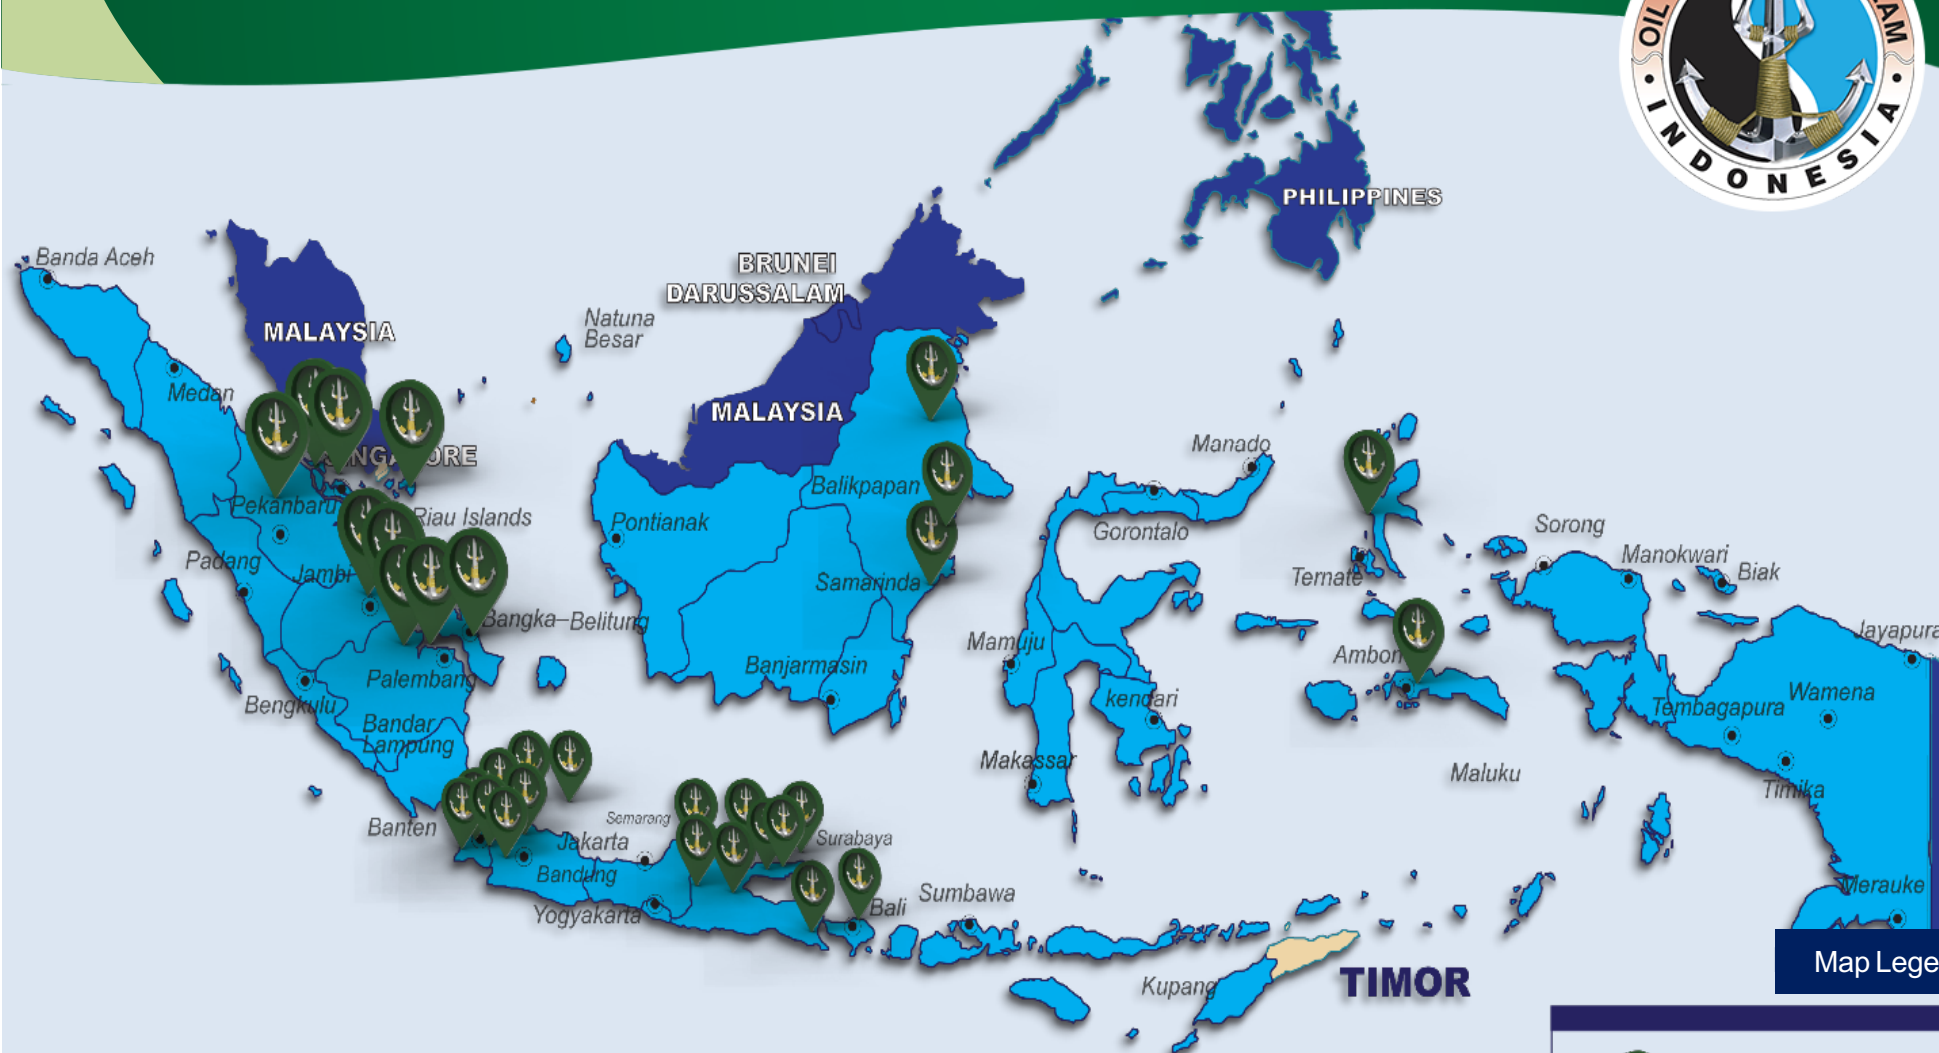 OIL
AM
INDONESIA
PHILIPPINES
Banda Aceh
BRUNEI
DARUSSALAM
Natuna
Besar
MALAYSIA
Medan
MALAYSIA
Manado
Balikpapan
Pekanbaru
Riau Islands
Pontianak
Gorontalo
Sorong
Manokwari
Biak
Padang
Jambi
Samarinda
Ternate
Bangka-Belitung
Mamuju
Jayapura
Ambon
Banjarmasin
Palembang
Bengkulu
kendari
Wamena
Tembagapura
Bandar
Lampung
Makassar
Maluku
Timika
Banten
Semarang
Jakarta
Surabaya
Bandung
Merauke
Sumbawa
Bali
Yogyakarta
Kupang
TIMOR
Map Lege